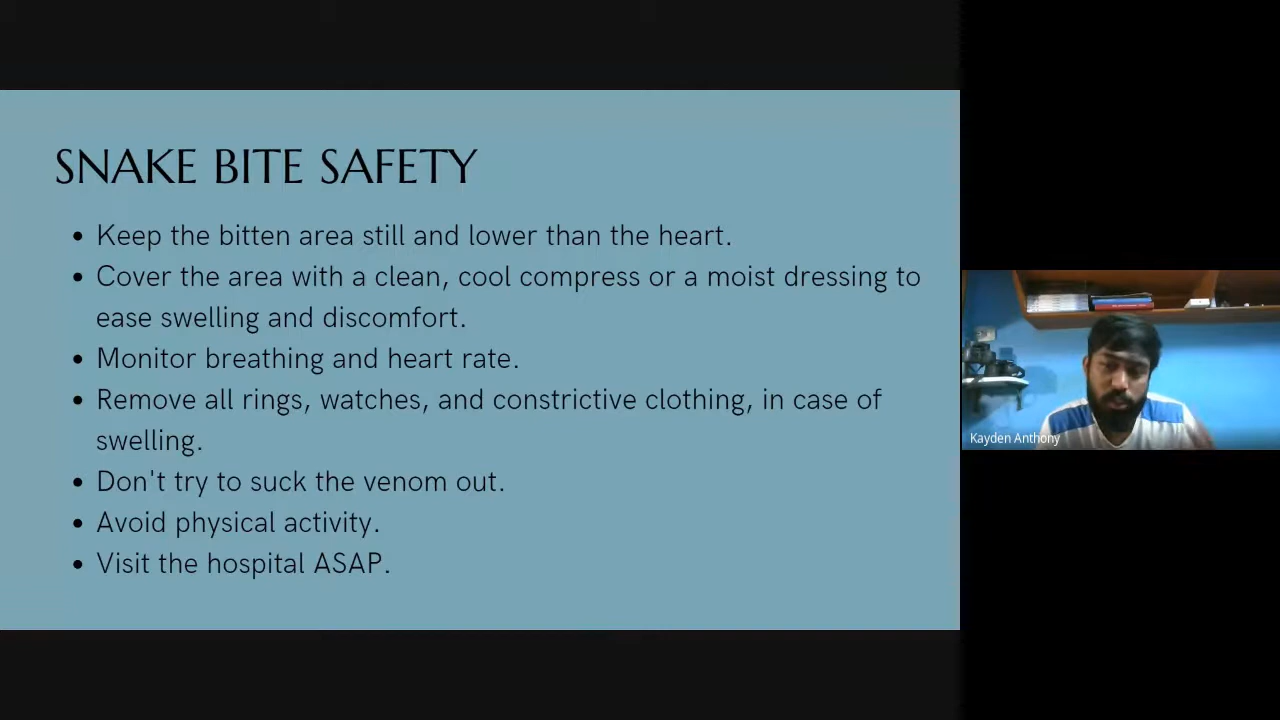 SNAKE BITE SAFETY
• Keep the bitten area still and lower than the heart.
• Cover the area with a clean, cool compress or a moist dressing to
ease swelling and discomfort.
• Monitor breathing and heart rate.
• Remove all rings, watches, and constrictive clothing, in case of
swelling.
• Don't try to suck the venom out.
• Avoid physical activity.
• Visit the hospital ASAP.
Kayden Anthony